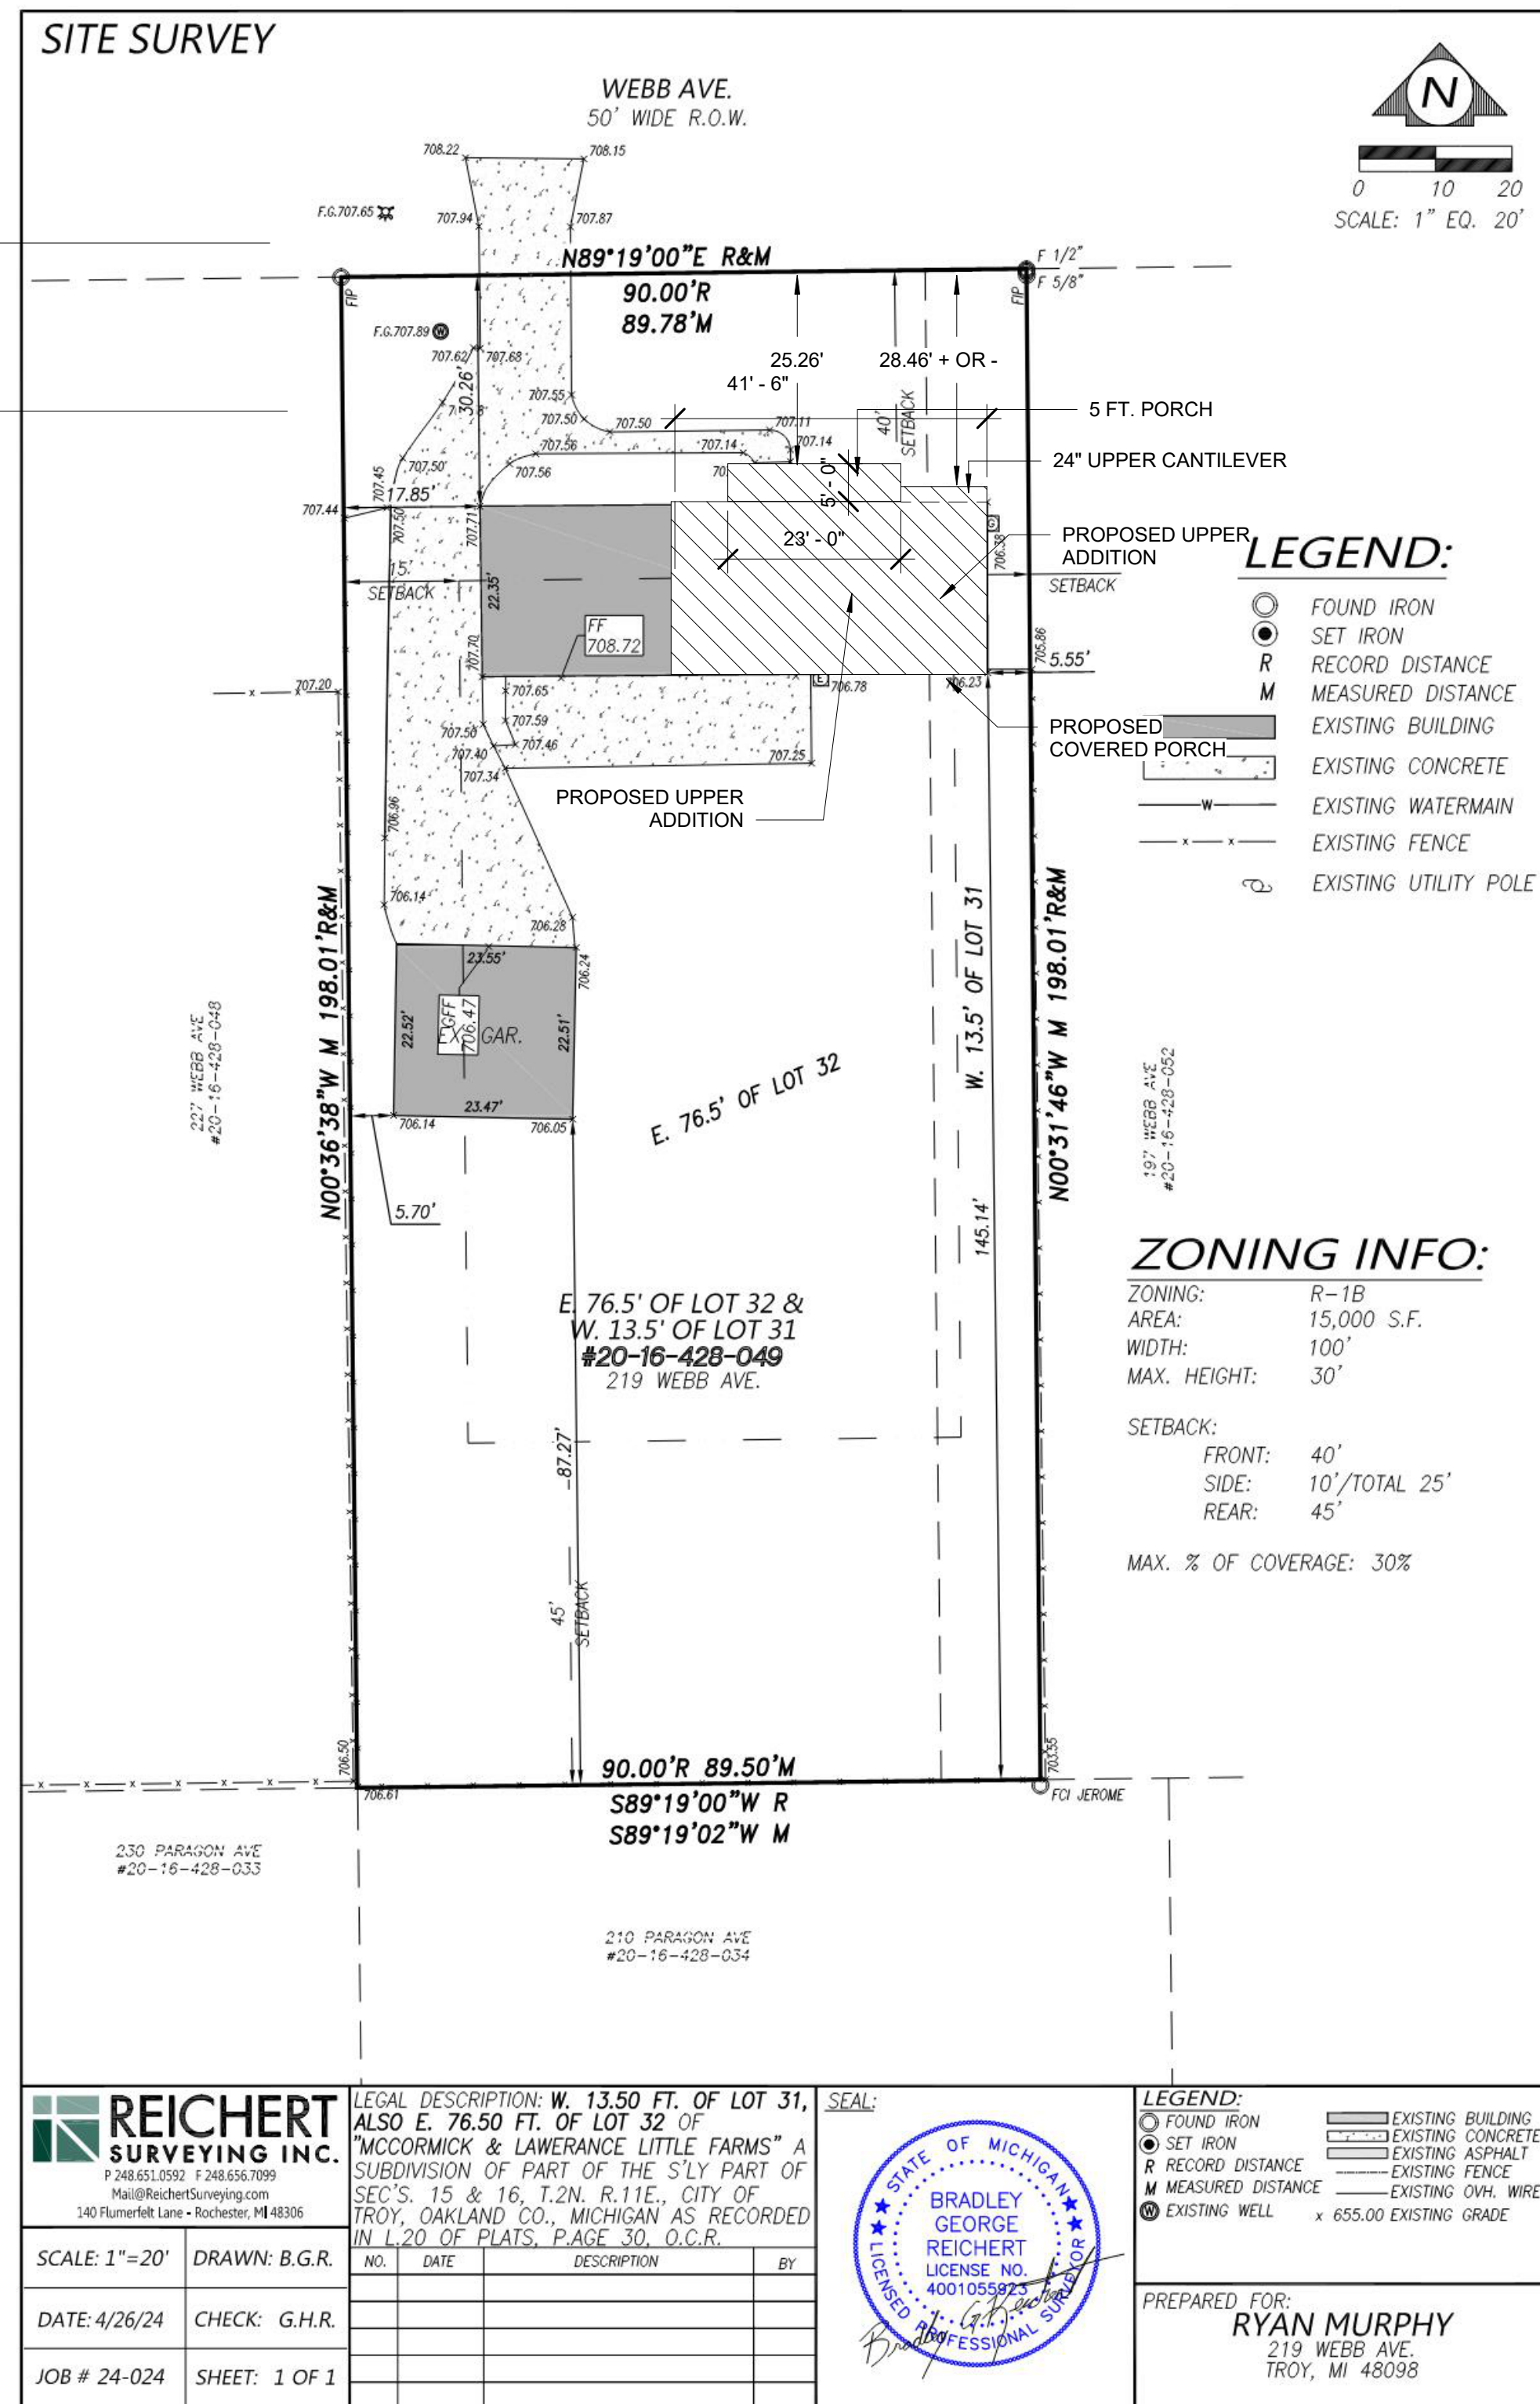 SITE SURVEY
WEBB AVE.
50' WIDE R.O.W.
N
0 10 20
SCALE: 1" EQ. 20'
708.22
708.15
F.G.707.65
707.94
707.87
N89°19'00"E R&M
90.00'R
89.78'M
F 1/2"
F 5/8"
FIP
FIP
F.G.707.89 W
707.62
707.68
30.26'
25.26'
28.46' + OR -
41' - 6"
40'
SETBACK
5 FT. PORCH
24" UPPER CANTILEVER
707.55
707.50
707.50
707.11
707.56
707.14
707.14
707.50
707.56
707.45
17.85'
707.44
707.50
707.71
5' - 0"
23' - 0"
G
706.38
PROPOSED UPPER
ADDITION
15'
SETBACK
SETBACK
22.35'
FF
708.72
707.70
705.86
5.55'
707.20
707.65
E
706.78
706.23
707.59
707.50
707.46
707.40
707.34
707.25
PROPOSED
COVERED PORCH
PROPOSED UPPER
ADDITION
706.96
706.14
706.28
23.55'
706.24
22.52'
EGFF
706.47
EX. GAR.
22.51'
23.47'
706.14
706.05
5.70'
N00°36'38"W M 198.01'R&M
N00°31'46"W M 198.01'R&M
W. 13.5' OF LOT 31
E. 76.5' OF LOT 32
227 WEBB AVE
#20-16-428-048
197 WEBB AVE
#20-16-428-052
145.14'
E. 76.5' OF LOT 32 &
W. 13.5' OF LOT 31
#20-16-428-049
219 WEBB AVE.
87.27'
45'
SETBACK
706.50
706.61
703.55
90.00'R 89.50'M
S89°19'00"W R
S89°19'02"W M
FCI JEROME
230 PARAGON AVE
#20-16-428-033
210 PARAGON AVE
#20-16-428-034
LEGEND:
FOUND IRON
SET IRON
R RECORD DISTANCE
M MEASURED DISTANCE
EXISTING BUILDING
EXISTING CONCRETE
W EXISTING WATERMAIN
x x EXISTING FENCE
EXISTING UTILITY POLE
ZONING INFO:
ZONING: R-1B
AREA: 15,000 S.F.
WIDTH: 100'
MAX. HEIGHT: 30'
SETBACK:
FRONT: 40'
SIDE: 10'/TOTAL 25'
REAR: 45'
MAX. % OF COVERAGE: 30%
REICHERT
SURVEYING INC.
P 248.651.0592 F 248.656.7099
Mail@ReichertSurveying.com
140 Flumerfelt Lane - Rochester, MI 48306
SCALE: 1"=20'
DRAWN: B.G.R.
DATE: 4/26/24
CHECK: G.H.R.
JOB # 24-024
SHEET: 1 OF 1
LEGAL DESCRIPTION: W. 13.50 FT. OF LOT 31,
ALSO E. 76.50 FT. OF LOT 32 OF
"MCCORMICK & LAWERANCE LITTLE FARMS" A
SUBDIVISION OF PART OF THE S'LY PART OF
SEC'S. 15 & 16, T.2N. R.11E., CITY OF
TROY, OAKLAND CO., MICHIGAN AS RECORDED
IN L.20 OF PLATS, P.AGE 30, O.C.R.
NO. DATE DESCRIPTION BY
SEAL:
STATE OF MICHIGAN
BRADLEY
GEORGE
REICHERT
LICENSE NO.
4001055923
LICENSED PROFESSIONAL SURVEYOR
Bradley G Reichert
LEGEND:
FOUND IRON
SET IRON
R RECORD DISTANCE
M MEASURED DISTANCE
W EXISTING WELL
EXISTING BUILDING
EXISTING CONCRETE
EXISTING ASPHALT
EXISTING FENCE
EXISTING OVH. WIRE
x 655.00 EXISTING GRADE
PREPARED FOR:
RYAN MURPHY
219 WEBB AVE.
TROY, MI 48098